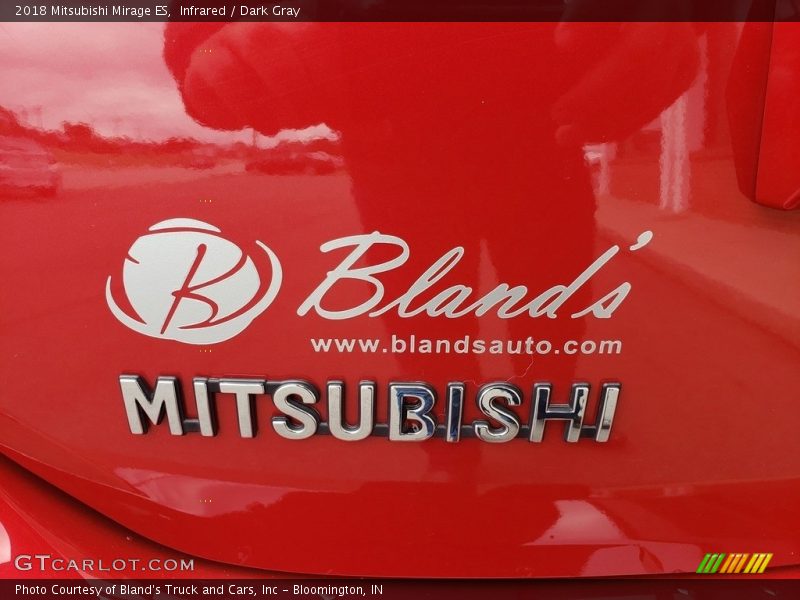 2018 Mitsubishi Mirage ES, Infrared / Dark Gray
B Bland's
www.blandsauto.com
MITSUBISHI
GTCARLOT.COM
Photo Courtesy of Bland's Truck and Cars, Inc - Bloomington, IN